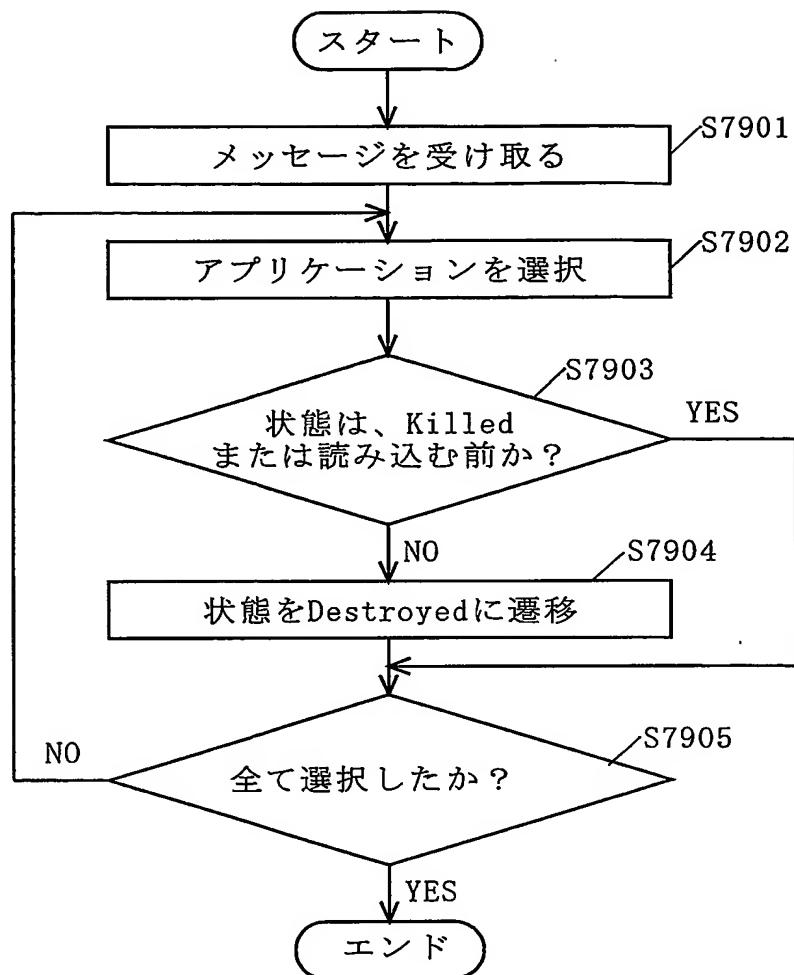 スタート
S7901
メッセージを受け取る
S7902
アプリケーションを選択
S7903
YES
状態は、Killed
または読み込む前か？
NO
S7904
状態をDestroyedに遷移
S7905
NO
全て選択したか？
YES
エンド